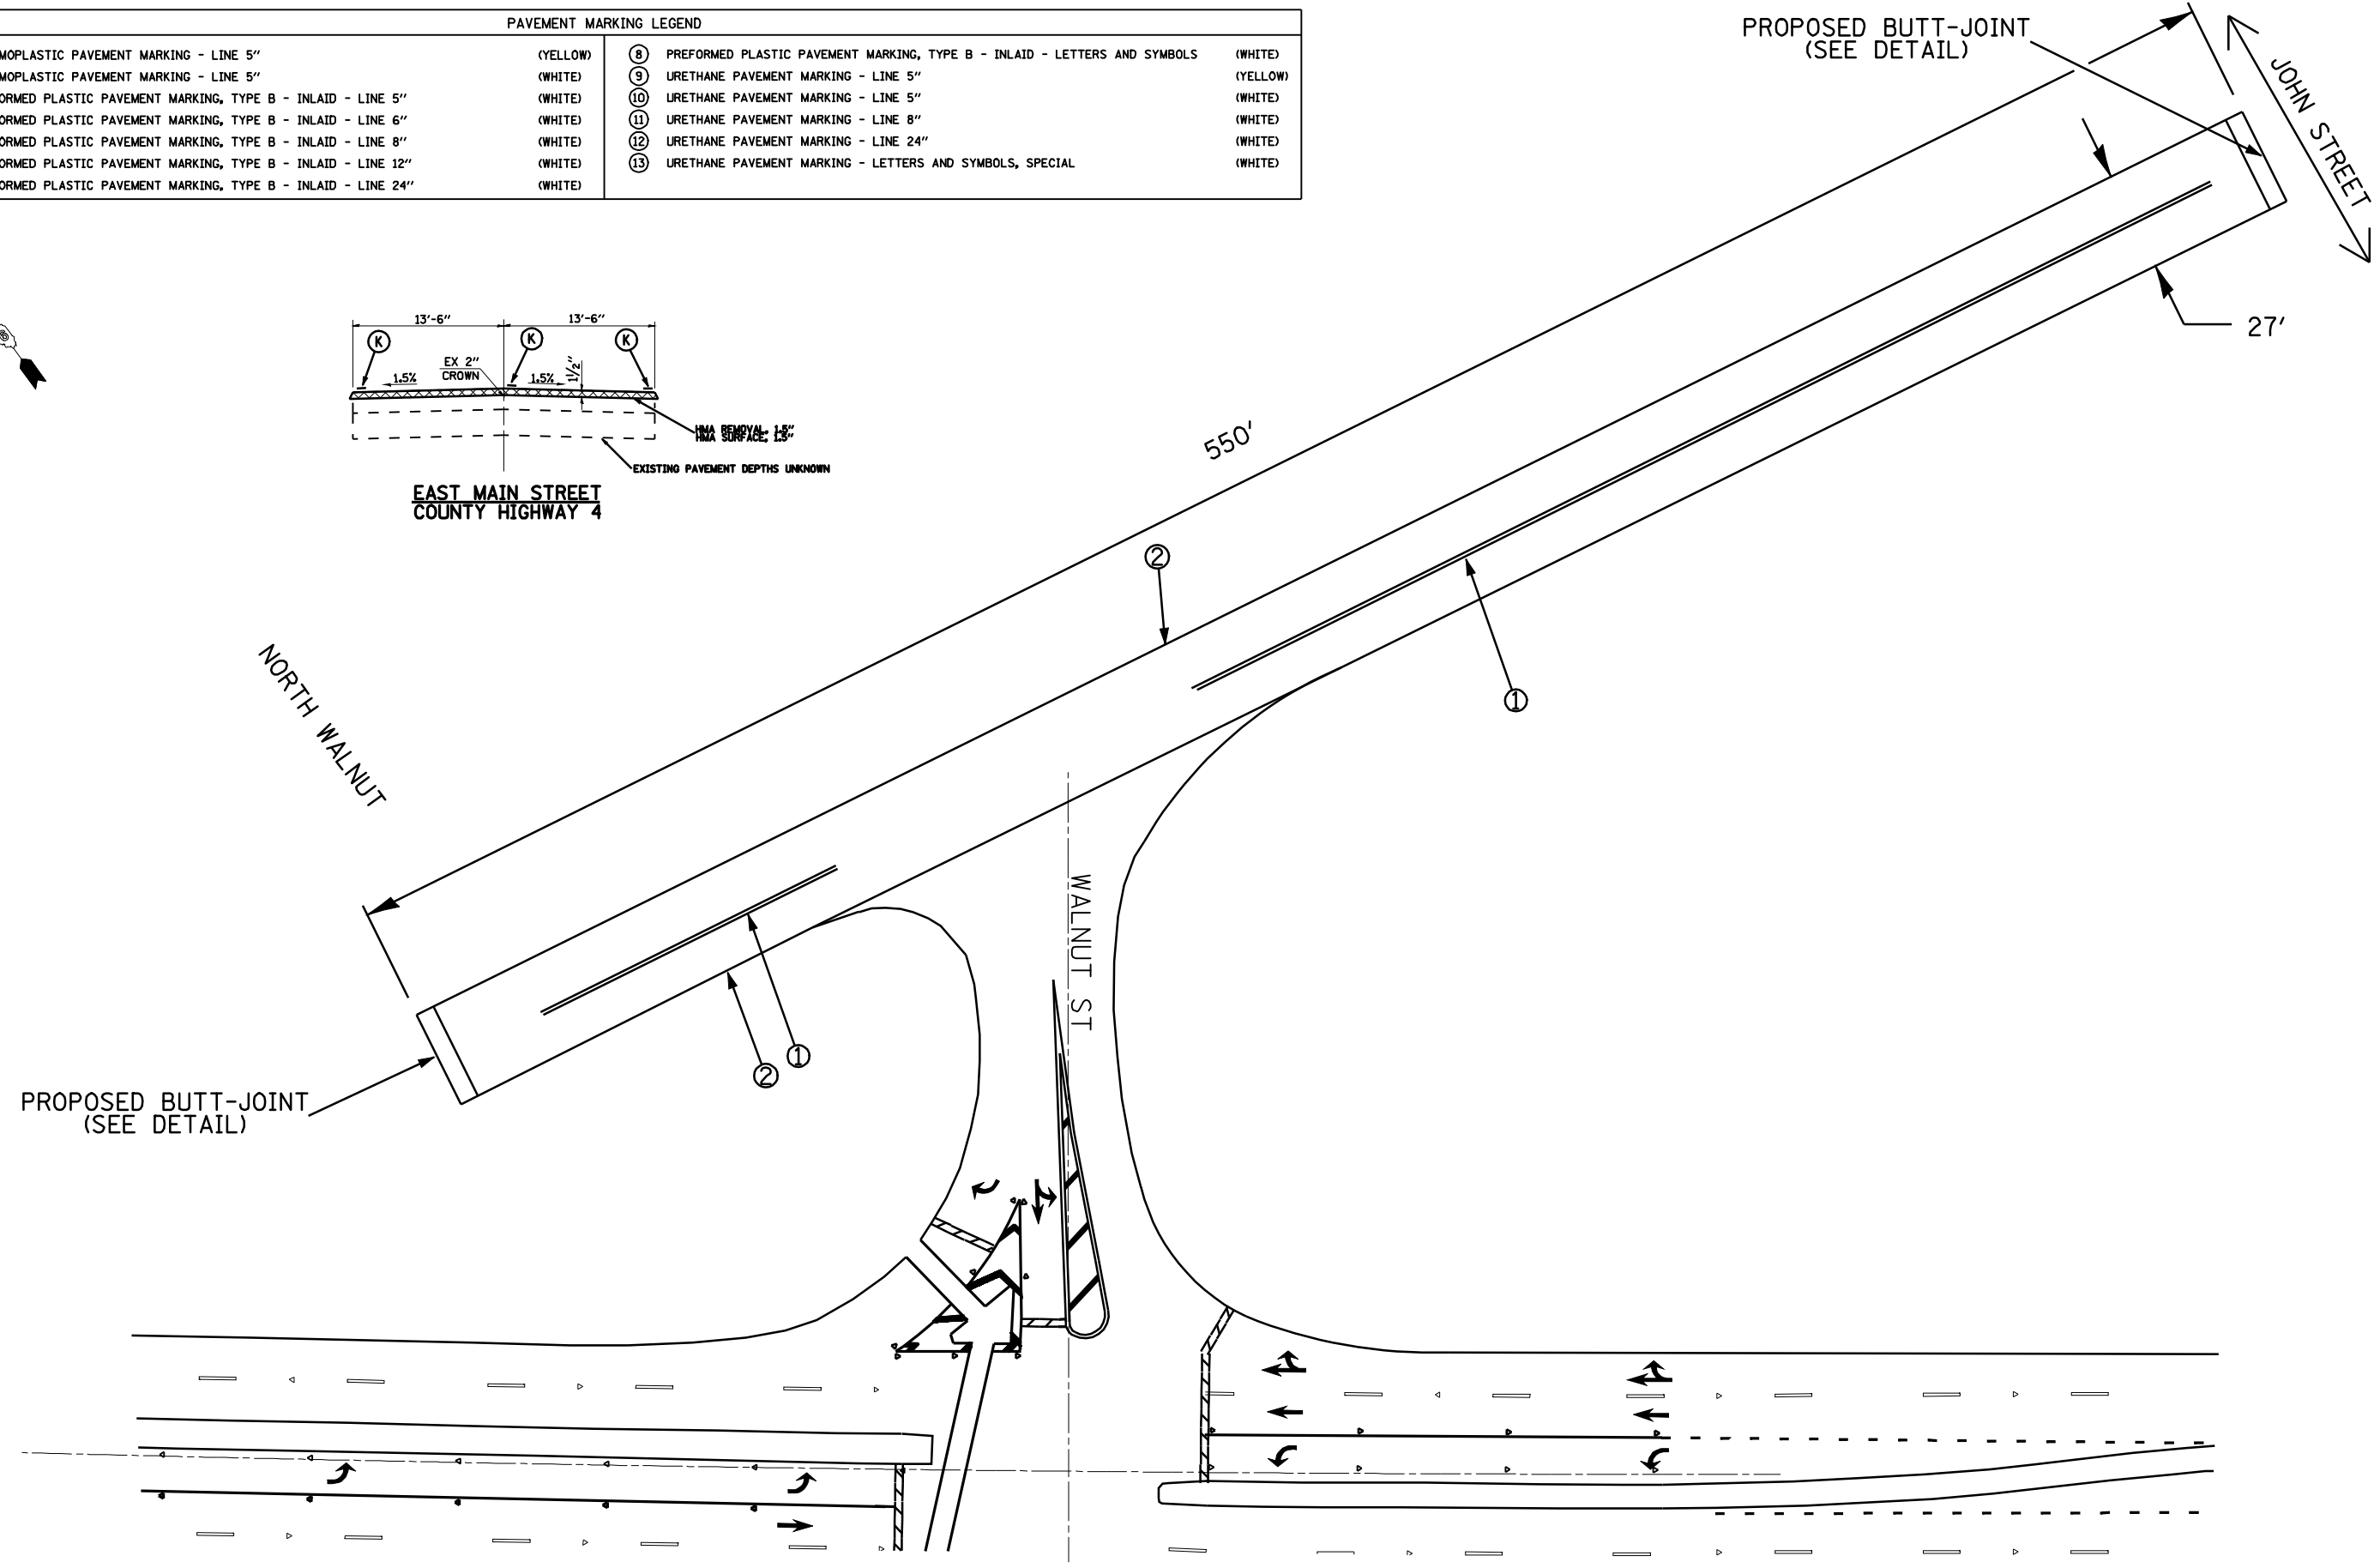 PAVEMENT MARKING LEGEND
MOPLASTIC PAVEMENT MARKING - LINE 5" (YELLOW)
MOPLASTIC PAVEMENT MARKING - LINE 5" (WHITE)
ORMED PLASTIC PAVEMENT MARKING, TYPE B - INLAID - LINE 5" (WHITE)
ORMED PLASTIC PAVEMENT MARKING, TYPE B - INLAID - LINE 6" (WHITE)
ORMED PLASTIC PAVEMENT MARKING, TYPE B - INLAID - LINE 8" (WHITE)
ORMED PLASTIC PAVEMENT MARKING, TYPE B - INLAID - LINE 12" (WHITE)
ORMED PLASTIC PAVEMENT MARKING, TYPE B - INLAID - LINE 24" (WHITE)
8 PREFORMED PLASTIC PAVEMENT MARKING, TYPE B - INLAID - LETTERS AND SYMBOLS (WHITE)
9 URETHANE PAVEMENT MARKING - LINE 5" (YELLOW)
10 URETHANE PAVEMENT MARKING - LINE 5" (WHITE)
11 URETHANE PAVEMENT MARKING - LINE 8" (WHITE)
12 URETHANE PAVEMENT MARKING - LINE 24" (WHITE)
13 URETHANE PAVEMENT MARKING - LETTERS AND SYMBOLS, SPECIAL (WHITE)
PROPOSED BUTT-JOINT
(SEE DETAIL)
JOHN STREET
27'
550'
13'-6" 13'-6"
K K K
EX 2"
CROWN
1.5% 1.5%
1½"
HMA REMOVAL, 1.5"
HMA SURFACE, 1.5"
EXISTING PAVEMENT DEPTHS UNKNOWN
EAST MAIN STREET
COUNTY HIGHWAY 4
2
1
NORTH WALNUT
WALNUT ST
1
2
PROPOSED BUTT-JOINT
(SEE DETAIL)